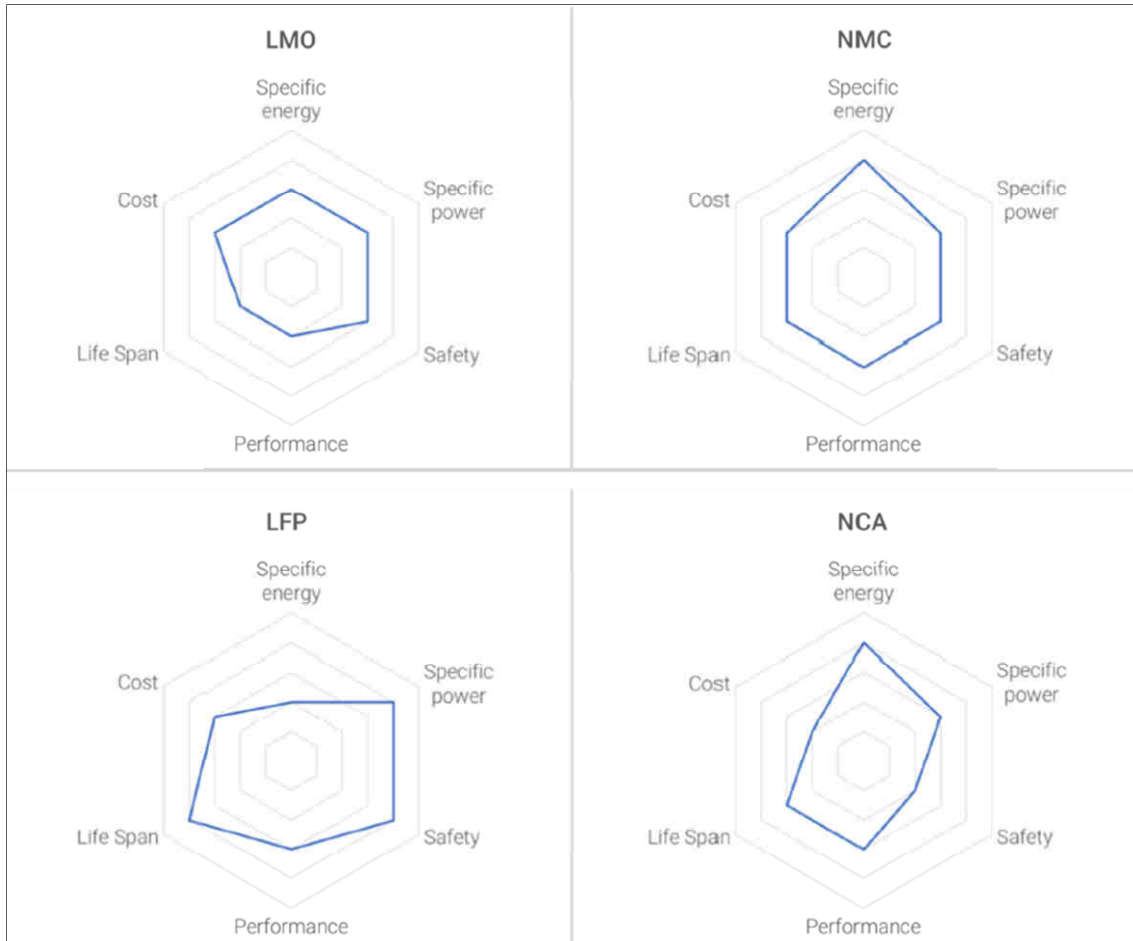 LMO
Specific
energy
Cost
Specific
power
Life Span
Safety
Performance
NMC
Specific
energy
Cost
Specific
power
Life Span
Safety
Performance
LFP
Specific
energy
Cost
Specific
power
Life Span
Safety
Performance
NCA
Specific
energy
Cost
Specific
power
Life Span
Safety
Performance